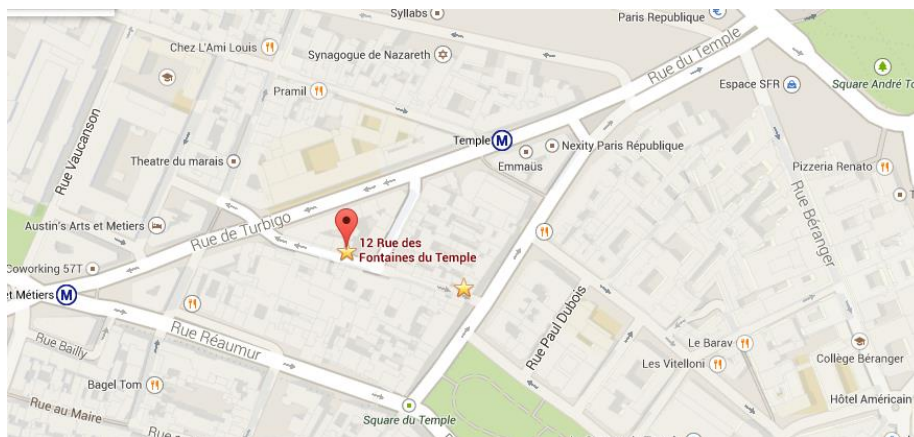 Syllabs
Paris Republique
Chez L'Ami Louis
Synagogue de Nazareth
Rue du Temple
Espace SFR
Square André To
Pramil
Rue Vaucanson
Temple
M
Nexity Paris République
Emmaüs
Theatre du marais
Pizzeria Renato
Rue Béranger
Austin's Arts et Metiers
Rue de Turbigo
12 Rue des
Fontaines du Temple
Coworking 57T
et Métiers
M
Rue Réaumur
Rue Paul Dubois
Rue Bailly
Le Barav
Les Vitelloni
Collège Béranger
Bagel Tom
Hôtel Américain
Rue au Maire
Square du Temple